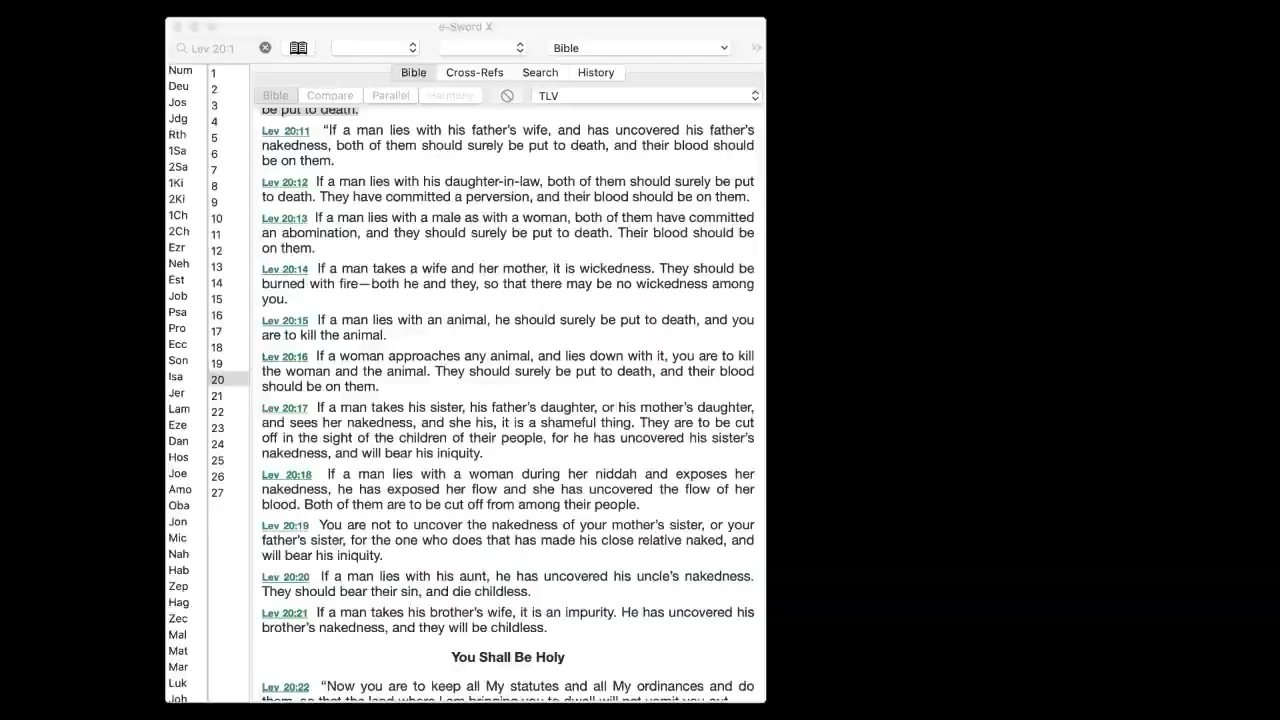 e-Sword X
Lev 20:1
Bible
Bible Cross-Refs Search History
Bible Compare Parallel Harmony TLV
Num
Deu
Jos
Jdg
Rth
1Sa
2Sa
1Ki
2Ki
1Ch
2Ch
Ezr
Neh
Est
Job
Psa
Pro
Ecc
Son
Isa
Jer
Lam
Eze
Dan
Hos
Joe
Amo
Oba
Jon
Mic
Nah
Hab
Zep
Hag
Zec
Mal
Mat
Mar
Luk
Joh
1
2
3
4
5
6
7
8
9
10
11
12
13
14
15
16
17
18
19
20
21
22
23
24
25
26
27
be put to death.
Lev 20:11 “If a man lies with his father’s wife, and has uncovered his father’s
nakedness, both of them should surely be put to death, and their blood should
be on them.
Lev 20:12 If a man lies with his daughter-in-law, both of them should surely be put
to death. They have committed a perversion, and their blood should be on them.
Lev 20:13 If a man lies with a male as with a woman, both of them have committed
an abomination, and they should surely be put to death. Their blood should be
on them.
Lev 20:14 If a man takes a wife and her mother, it is wickedness. They should be
burned with fire—both he and they, so that there may be no wickedness among
you.
Lev 20:15 If a man lies with an animal, he should surely be put to death, and you
are to kill the animal.
Lev 20:16 If a woman approaches any animal, and lies down with it, you are to kill
the woman and the animal. They should surely be put to death, and their blood
should be on them.
Lev 20:17 If a man takes his sister, his father’s daughter, or his mother’s daughter,
and sees her nakedness, and she his, it is a shameful thing. They are to be cut
off in the sight of the children of their people, for he has uncovered his sister’s
nakedness, and will bear his iniquity.
Lev 20:18 If a man lies with a woman during her niddah and exposes her
nakedness, he has exposed her flow and she has uncovered the flow of her
blood. Both of them are to be cut off from among their people.
Lev 20:19 You are not to uncover the nakedness of your mother’s sister, or your
father’s sister, for the one who does that has made his close relative naked, and
will bear his iniquity.
Lev 20:20 If a man lies with his aunt, he has uncovered his uncle’s nakedness.
They should bear their sin, and die childless.
Lev 20:21 If a man takes his brother’s wife, it is an impurity. He has uncovered his
brother’s nakedness, and they will be childless.
You Shall Be Holy
Lev 20:22 “Now you are to keep all My statutes and all My ordinances and do
them, so that the land where I am bringing you to dwell will not vomit you out.